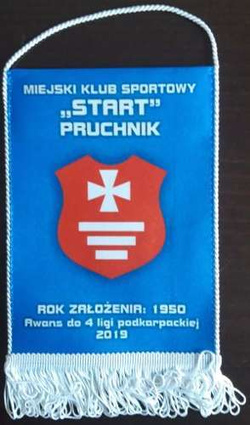 MIEJSKI KLUB SPORTOWY
„START”
PRUCHNIK
ROK ZAŁOŻENIA: 1950
Awans do 4 ligi podkarpackiej
2019